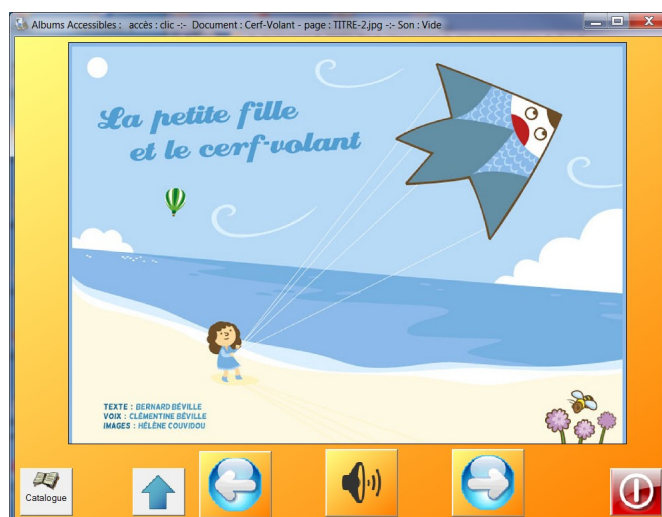 Albums Accessibles : accès : clic -:- Document : Cerf-Volant - page : TITRE-2.jpg -:- Son : Vide
La petite fille
et le cerf-volant
TEXTE : BERNARD BÉVILLE
VOIX : CLÉMENTINE BÉVILLE
IMAGES : HÉLÈNE COUVIDOU
Catalogue